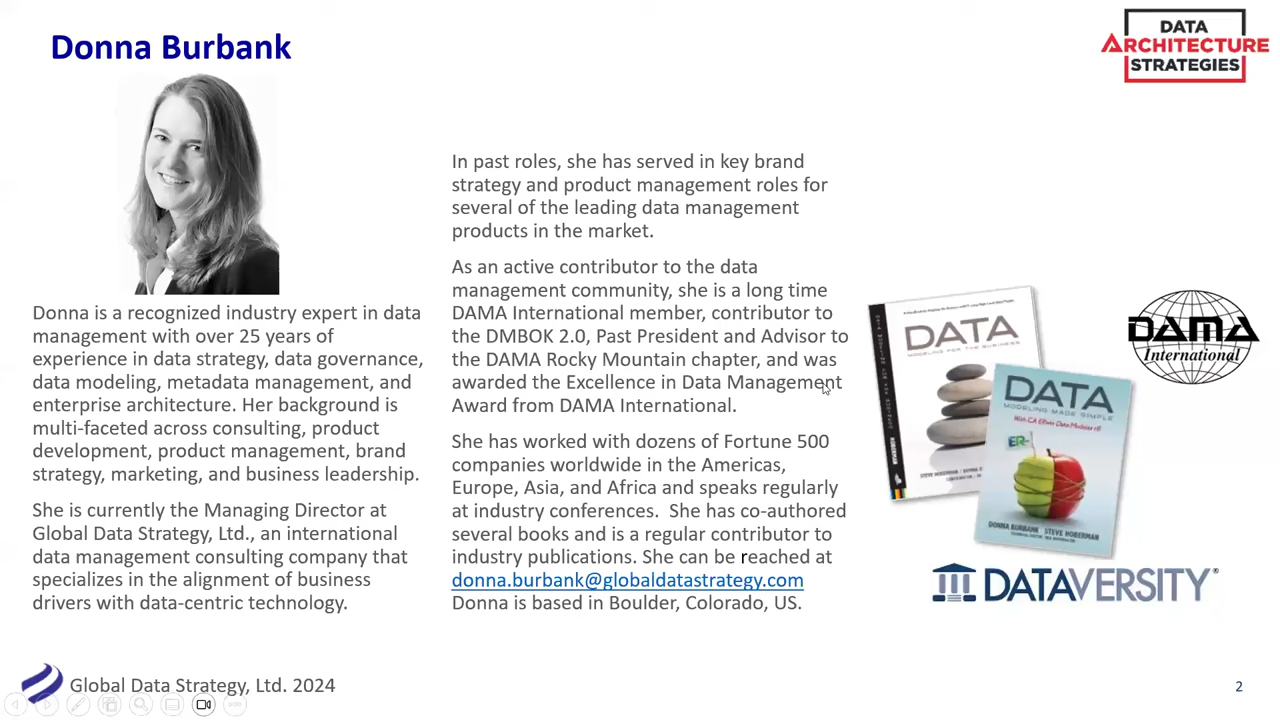 Donna Burbank
DATA
ARCHITECTURE
STRATEGIES
Donna is a recognized industry expert in data
management with over 25 years of
experience in data strategy, data governance,
data modeling, metadata management, and
enterprise architecture. Her background is
multi-faceted across consulting, product
development, product management, brand
strategy, marketing, and business leadership.
She is currently the Managing Director at
Global Data Strategy, Ltd., an international
data management consulting company that
specializes in the alignment of business
drivers with data-centric technology.
In past roles, she has served in key brand
strategy and product management roles for
several of the leading data management
products in the market.
As an active contributor to the data
management community, she is a long time
DAMA International member, contributor to
the DMBOK 2.0, Past President and Advisor to
the DAMA Rocky Mountain chapter, and was
awarded the Excellence in Data Management
Award from DAMA International.
She has worked with dozens of Fortune 500
companies worldwide in the Americas,
Europe, Asia, and Africa and speaks regularly
at industry conferences. She has co-authored
several books and is a regular contributor to
industry publications. She can be reached at
donna.burbank@globaldatastrategy.com
Donna is based in Boulder, Colorado, US.
DATA
MODELING FOR THE BUSINESS
STEVE HOBERMAN
DATA
MODELING MADE SIMPLE
With CA ERwin Data Modeler r8
ER
DONNA BURBANK STEVE HOBERMAN
DAMA
International
DATAVERSITY®
Global Data Strategy, Ltd. 2024
2